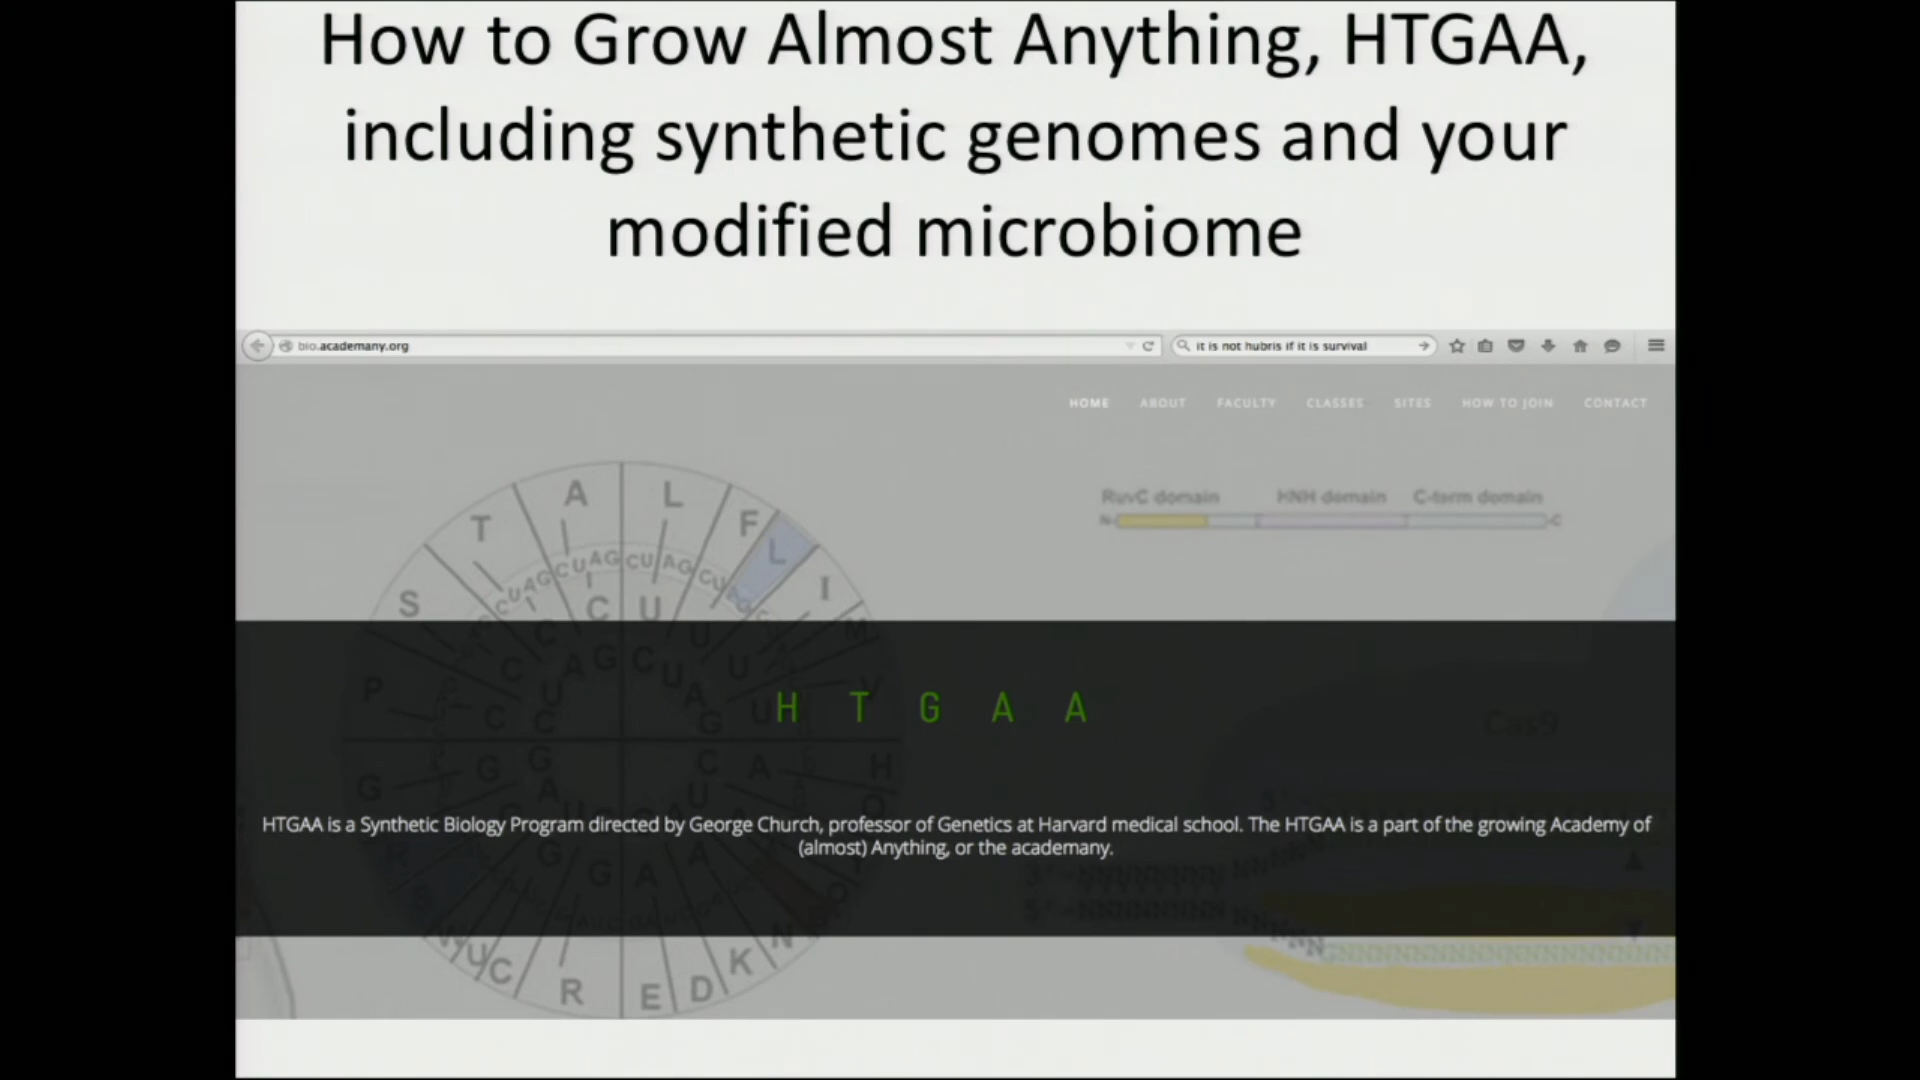 How to Grow Almost Anything, HTGAA,
including synthetic genomes and your
modified microbiome
bio.academany.org
it is not hubris if it is survival
HOME ABOUT FACULTY CLASSES SITES HOW TO JOIN CONTACT
RuvC domain HNH domain C-term domain
N C
A L
T F L
S I
M
P V
G H
Cas9
H T G A A
HTGAA is a Synthetic Biology Program directed by George Church, professor of Genetics at Harvard medical school. The HTGAA is a part of the growing Academy of
(almost) Anything, or the academany.
W U C R E D K N